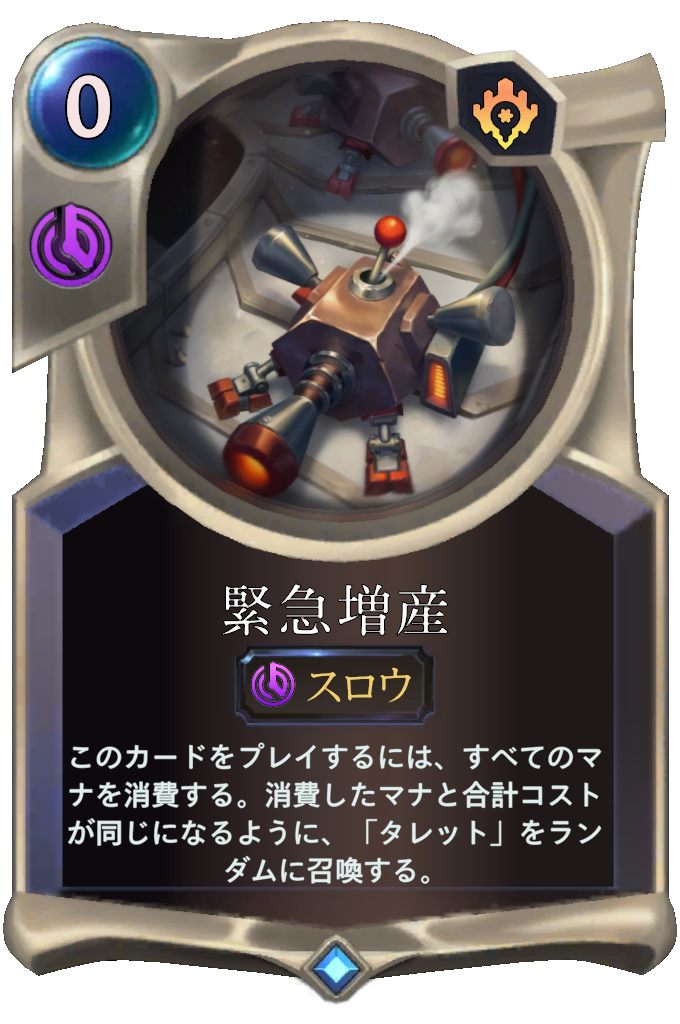 0
緊急増産
スロウ
このカードをプレイするには、すべてのマ
ナを消費する。消費したマナと合計コスト
が同じになるように、「タレット」をラン
ダムに召喚する。